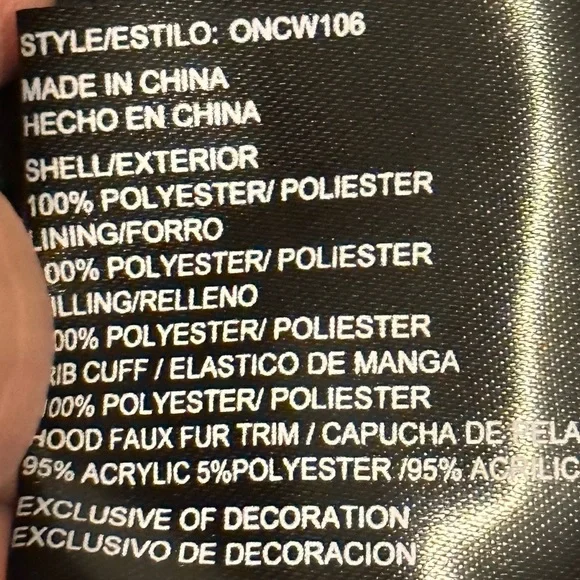 STYLE/ESTILO: ONCW106
MADE IN CHINA
HECHO EN CHINA
SHELL/EXTERIOR
100% POLYESTER/ POLIESTER
LINING/FORRO
100% POLYESTER/ POLIESTER
FILLING/RELLENO
100% POLYESTER/ POLIESTER
RIB CUFF / ELASTICO DE MANGA
100% POLYESTER/ POLIESTER
HOOD FAUX FUR TRIM / CAPUCHA DE PELA
95% ACRYLIC 5%POLYESTER /95% ACRILIC
EXCLUSIVE OF DECORATION
EXCLUSIVO DE DECORACION